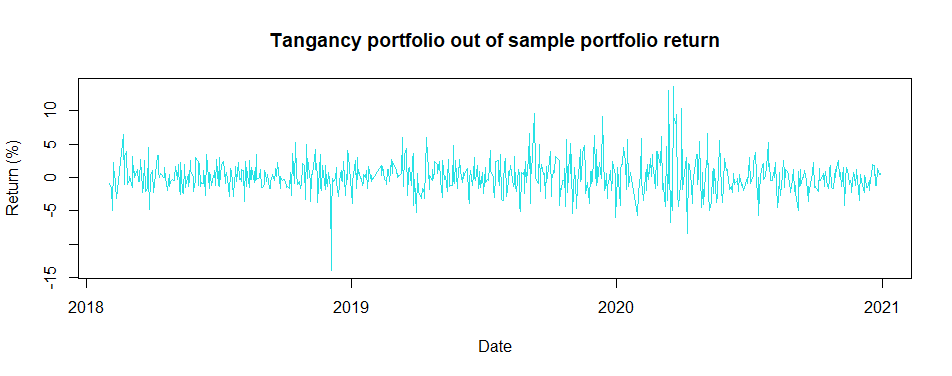 Tangancy portfolio out of sample portfolio return
Return (%)
10
5
0
-5
-15
2018 2019 2020 2021
Date